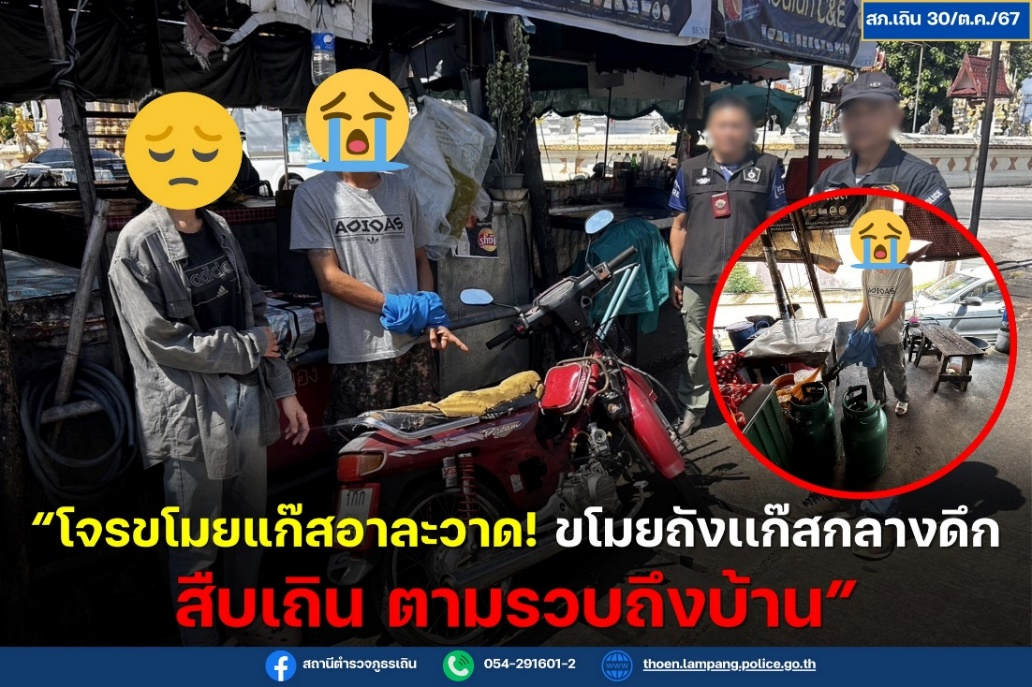 สภ.เถิน 30/ต.ค./67
ADIDAS
adidas
Dream
“โจรขโมยแก๊สอาละวาด! ขโมยถังแก๊สกลางดึก
สืบเถิน ตามรวบถึงบ้าน”
สถานีตำรวจภูธรเถิน
054-291601-2
thoen.lampang.police.go.th